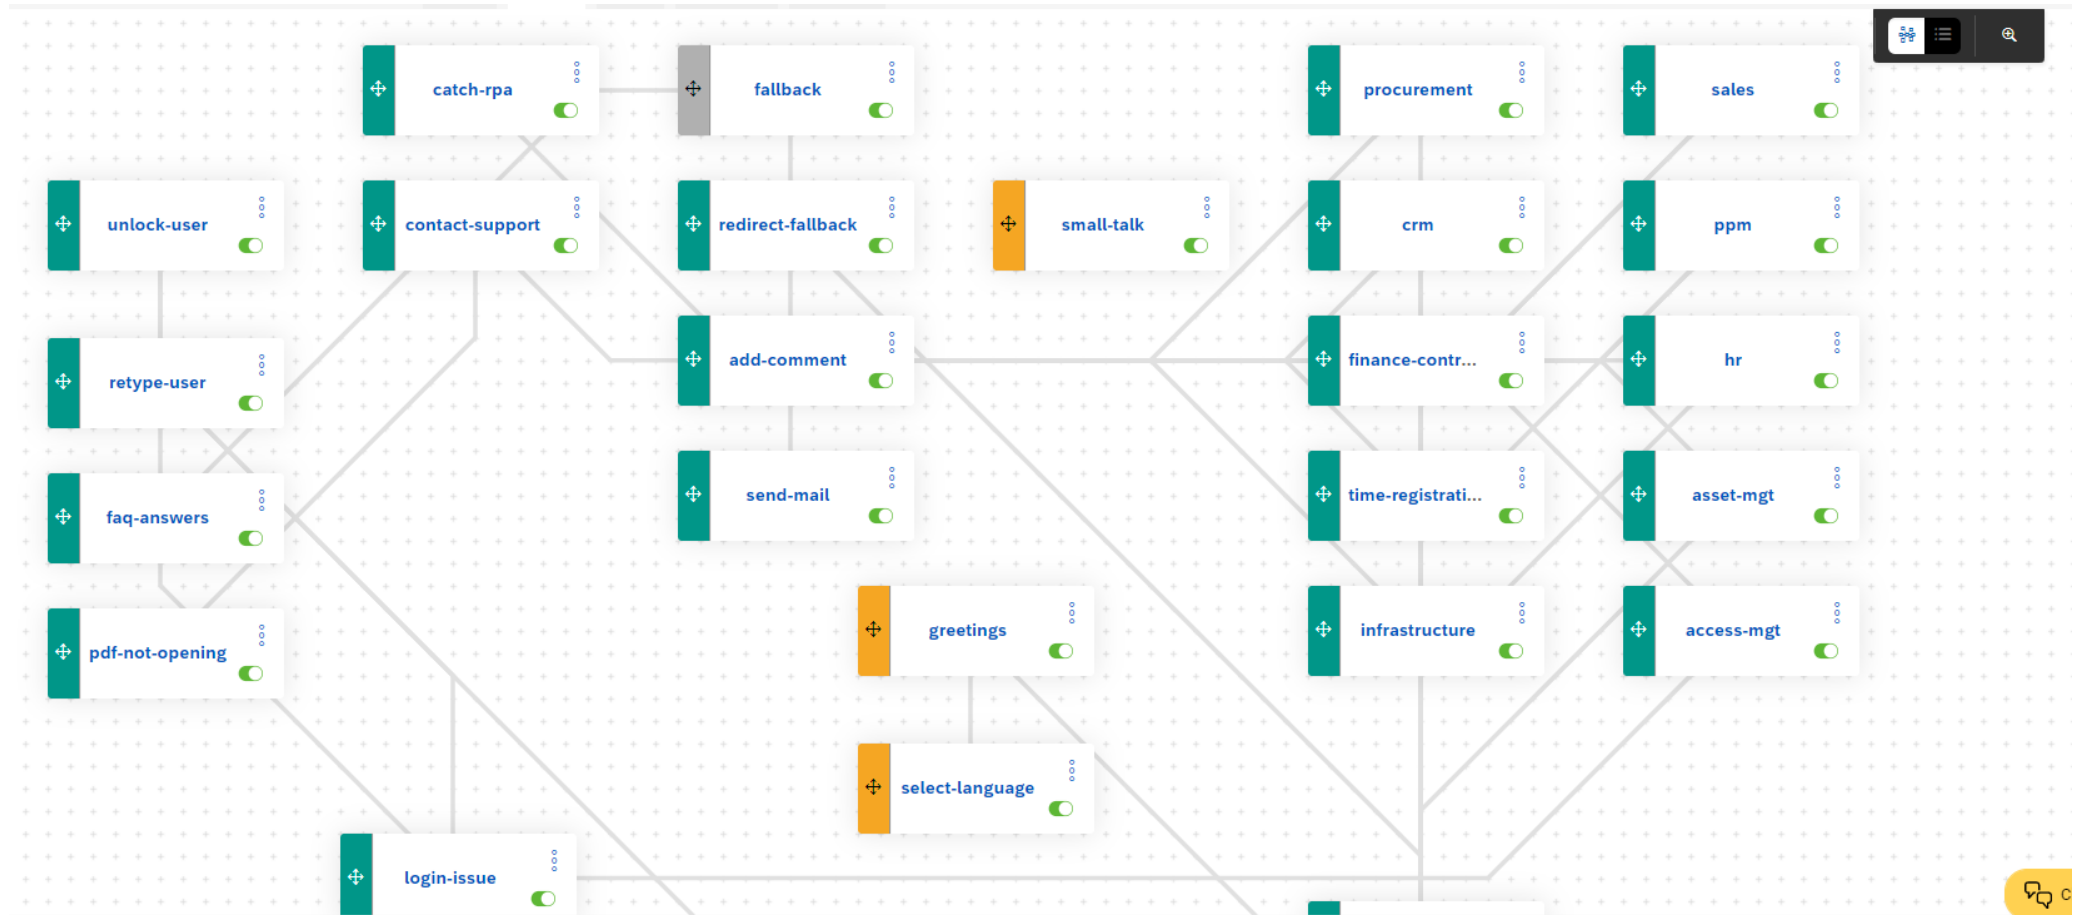 catch-rpa
fallback
procurement
sales
unlock-user
contact-support
redirect-fallback
small-talk
crm
ppm
retype-user
add-comment
finance-contr...
hr
faq-answers
send-mail
time-registrati...
asset-mgt
pdf-not-opening
greetings
infrastructure
access-mgt
select-language
login-issue
C